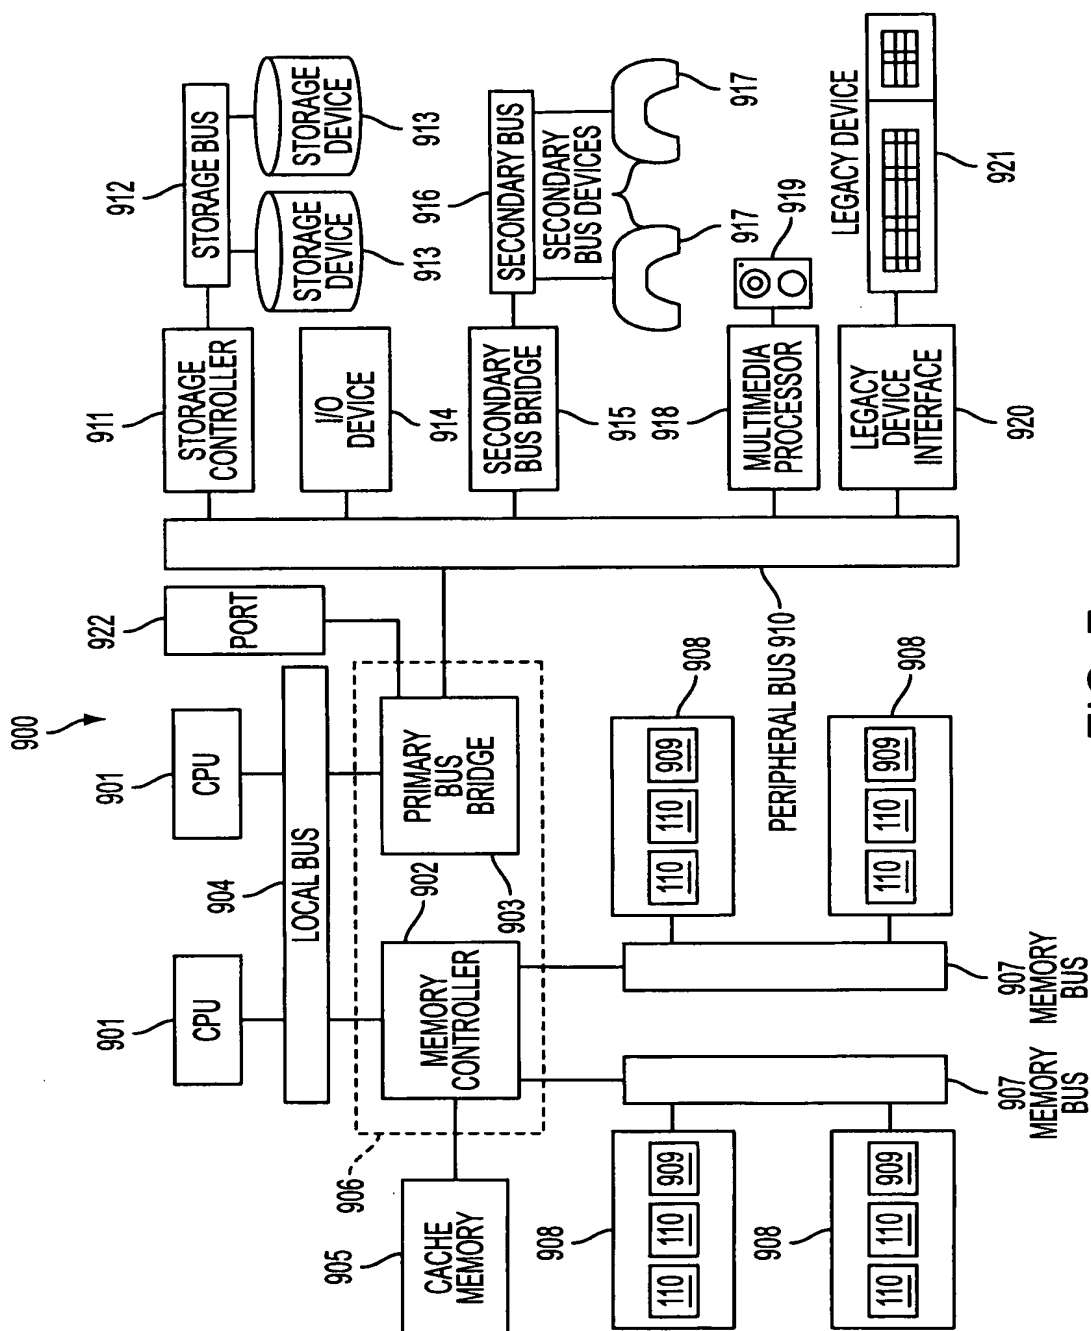 900
901
CPU
901
CPU
904
LOCAL BUS
922
PORT
905
CACHE
MEMORY
906
MEMORY
CONTROLLER
902
PRIMARY
BUS
BRIDGE
903
908
110
110
909
908
110
110
909
907
MEMORY
BUS
907
MEMORY
BUS
908
110
110
909
908
110
110
909
PERIPHERAL BUS 910
911
STORAGE
CONTROLLER
912
STORAGE BUS
STORAGE
DEVICE
913
STORAGE
DEVICE
913
I/O
DEVICE
914
SECONDARY
BUS BRIDGE
915
916
SECONDARY BUS
SECONDARY
BUS DEVICES
917
917
918
MULTIMEDIA
PROCESSOR
919
LEGACY
DEVICE
INTERFACE
920
LEGACY DEVICE
921